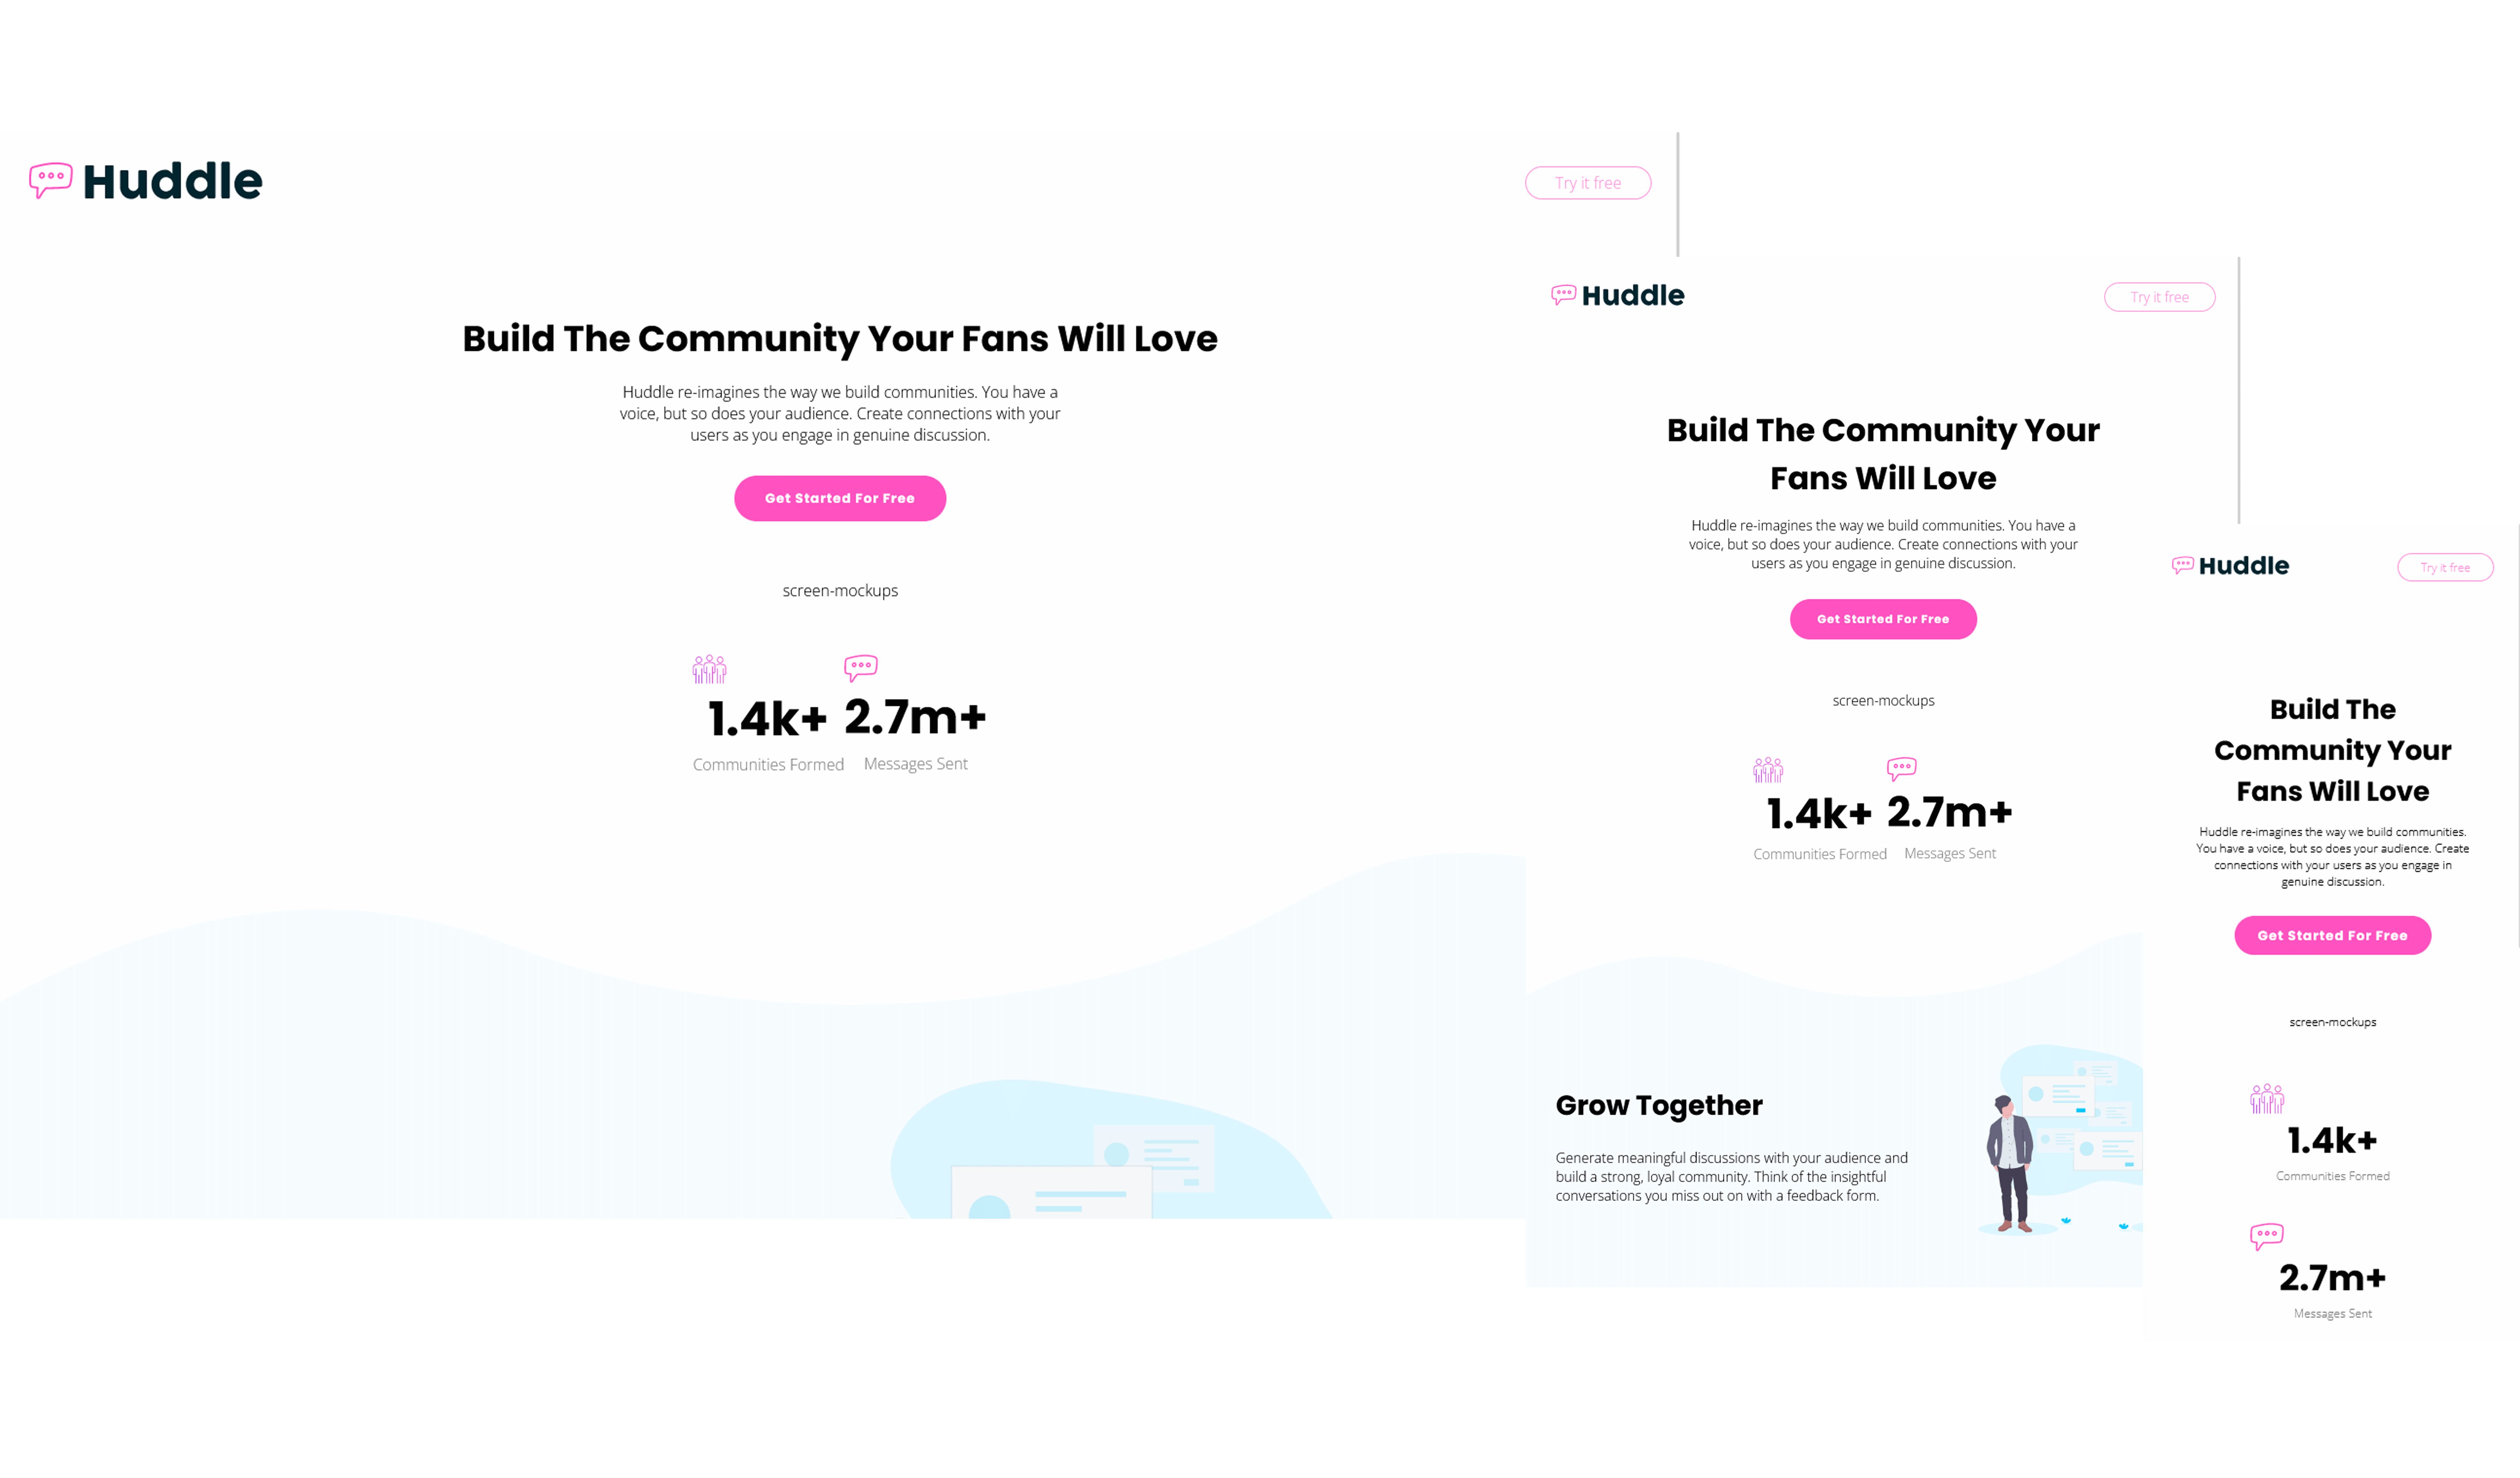 Huddle
Try it free
Build The Community Your Fans Will Love
Huddle re-imagines the way we build communities. You have a
voice, but so does your audience. Create connections with your
users as you engage in genuine discussion.
Get Started For Free
screen-mockups
1.4k+ 2.7m+
Communities Formed Messages Sent
Huddle
Try it free
Build The Community Your
Fans Will Love
Huddle re-imagines the way we build communities. You have a
voice, but so does your audience. Create connections with your
users as you engage in genuine discussion.
Get Started For Free
screen-mockups
1.4k+ 2.7m+
Communities Formed Messages Sent
Grow Together
Generate meaningful discussions with your audience and
build a strong, loyal community. Think of the insightful
conversations you miss out on with a feedback form.
Huddle
Try it free
Build The
Community Your
Fans Will Love
Huddle re-imagines the way we build communities.
You have a voice, but so does your audience. Create
connections with your users as you engage in
genuine discussion.
Get Started For Free
screen-mockups
1.4k+
Communities Formed
2.7m+
Messages Sent